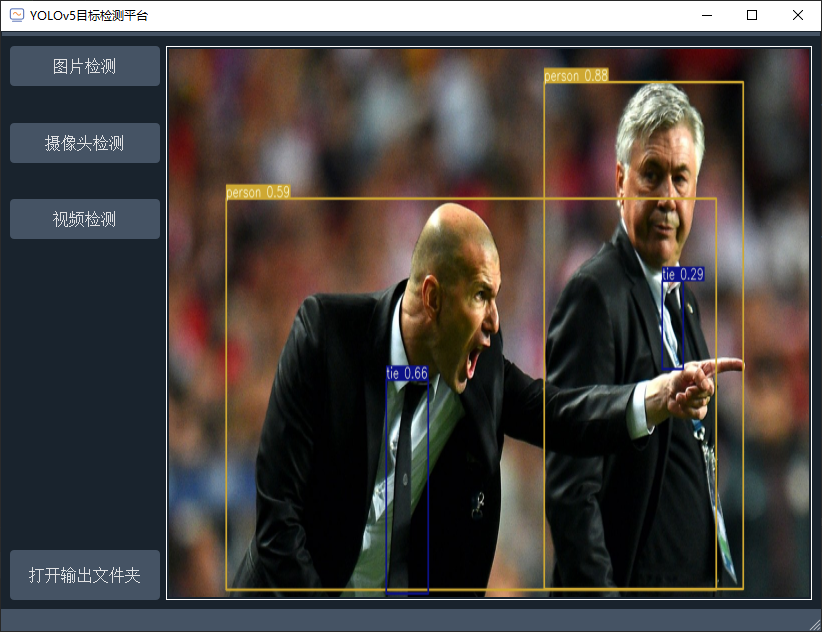 YOLOv5目标检测平台
图片检测
摄像头检测
视频检测
打开输出文件夹
person 0.88
person 0.59
tie 0.29
tie 0.66